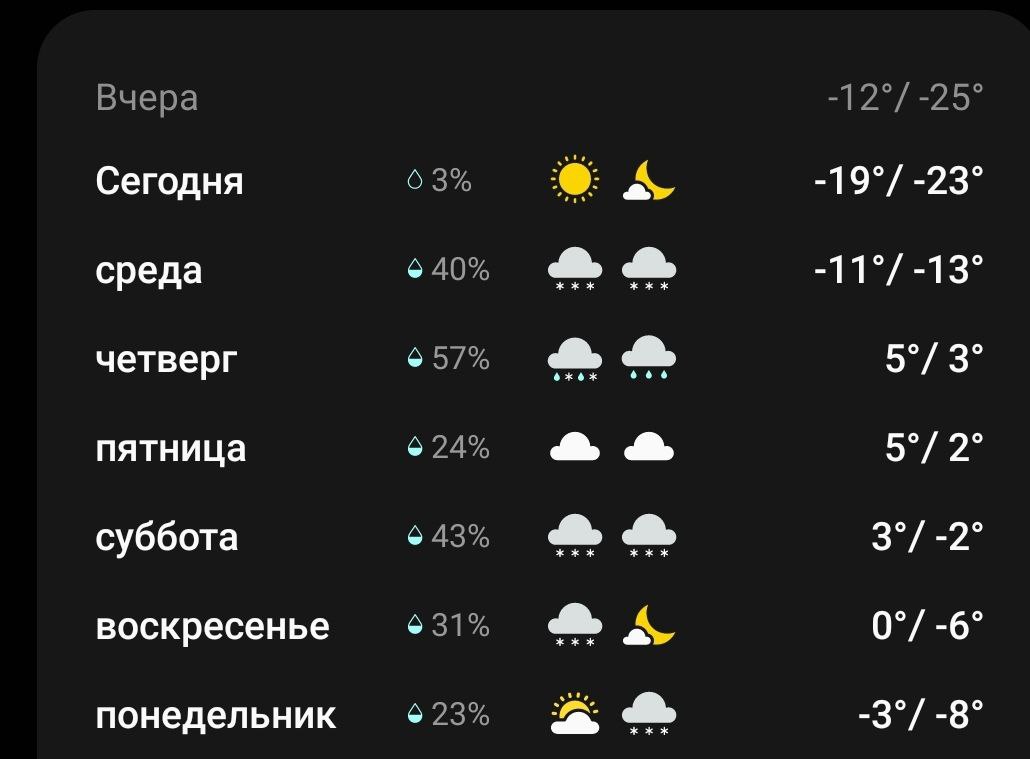 Вчера -12°/ -25°
Сегодня 3% -19°/ -23°
среда 40% -11°/ -13°
четверг 57% 5°/ 3°
пятница 24% 5°/ 2°
суббота 43% 3°/ -2°
воскресенье 31% 0°/ -6°
понедельник 23% -3°/ -8°